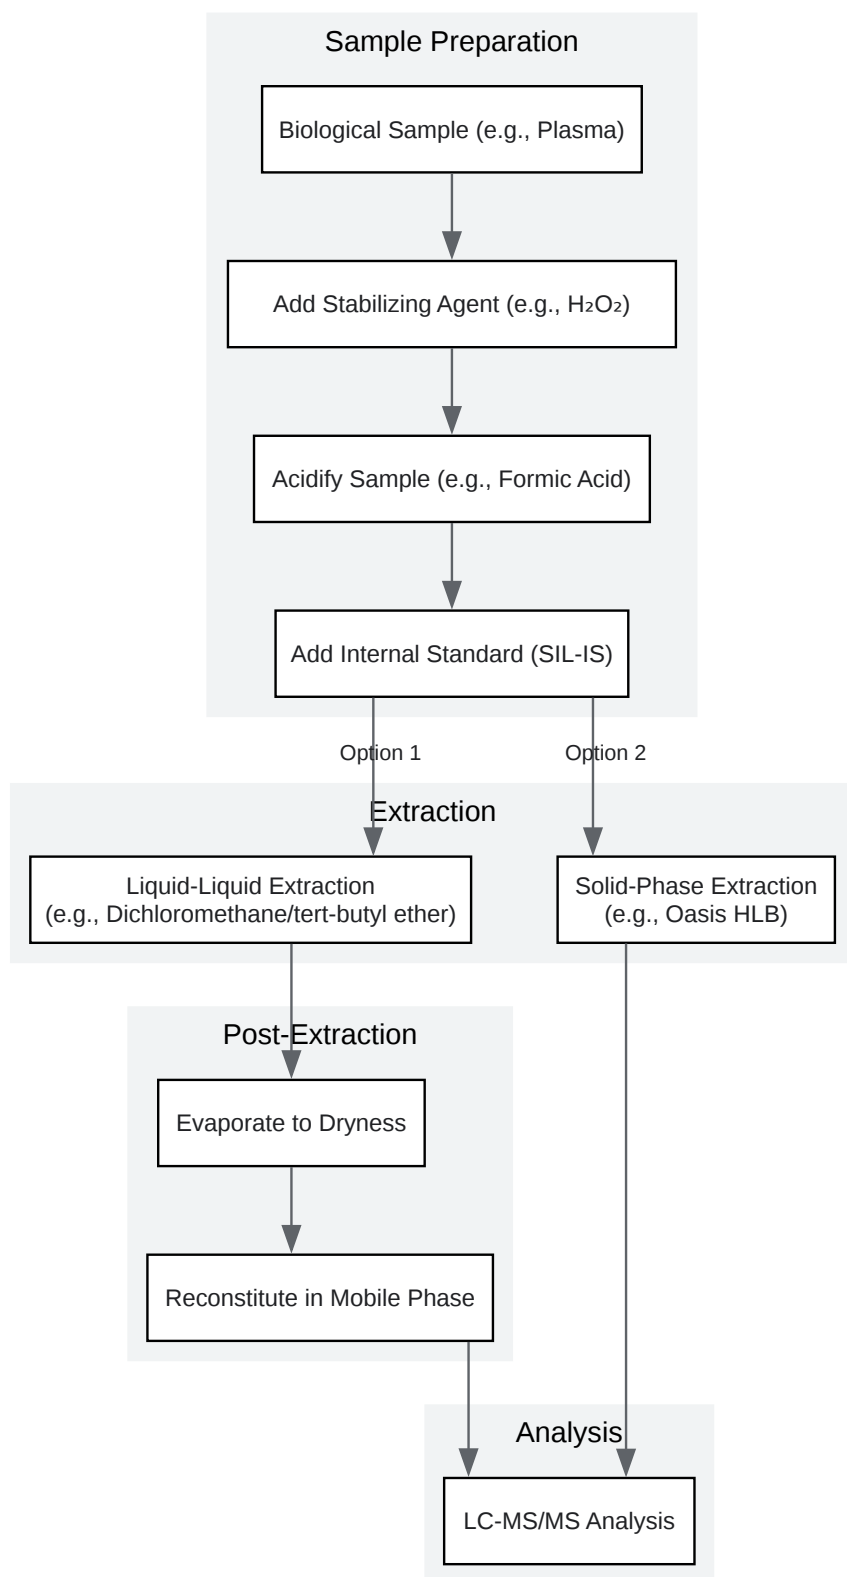 Sample Preparation
Biological Sample (e.g., Plasma)
Add Stabilizing Agent (e.g., H₂O₂)
Acidify Sample (e.g., Formic Acid)
Add Internal Standard (SIL-IS)
Option 1
Option 2
Extraction
Liquid-Liquid Extraction
(e.g., Dichloromethane/tert-butyl ether)
Solid-Phase Extraction
(e.g., Oasis HLB)
Post-Extraction
Evaporate to Dryness
Reconstitute in Mobile Phase
Analysis
LC-MS/MS Analysis